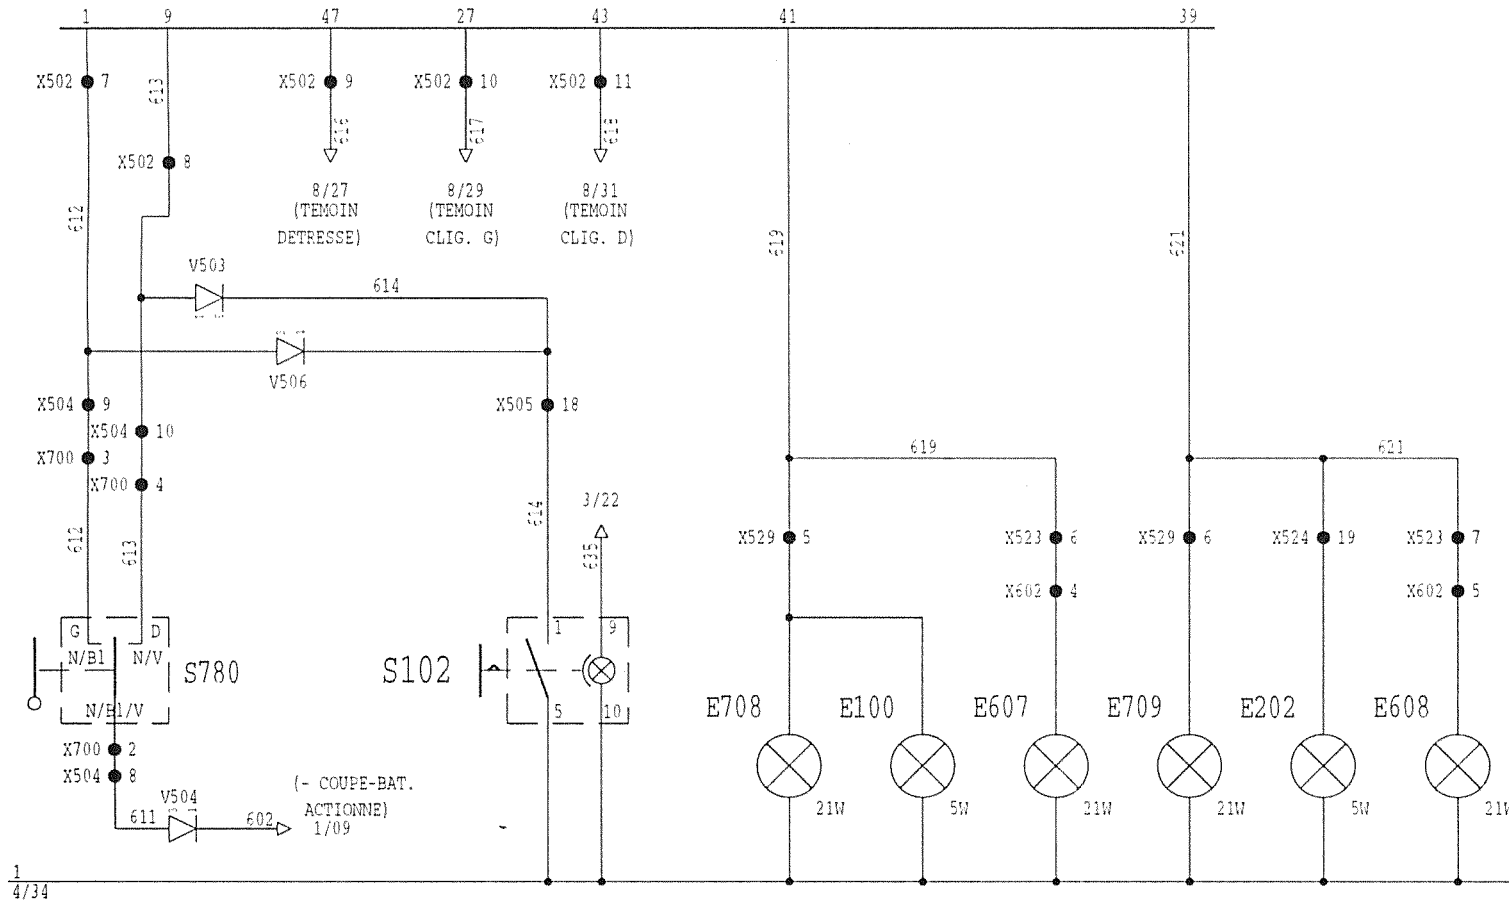 1 9 47 27 43 41 39
X502 7 613 X502 9 X502 10 X502 11
616 617 618
X502 8
8/27 8/29 8/31
(TEMOIN (TEMOIN (TEMOIN
DETRESSE) CLIG. G) CLIG. D)
612 619 621
V503
614
V506
X504 9 X505 18
X504 10
X700 3 619 621
X700 4
3/22
612 613 614 635
X529 5 X523 6 X529 6 X524 19 X523 7
X602 4 X602 5
G D 1 9
N/Bl N/V S780 S102
N/Bl/V 5 10
E708 E100 E607 E709 E202 E608
X700 2
X504 8
(- COUPE-BAT.
V504 ACTIONNE)
611 602 1/09
21W 5W 21W 21W 5W 21W
1
4/34